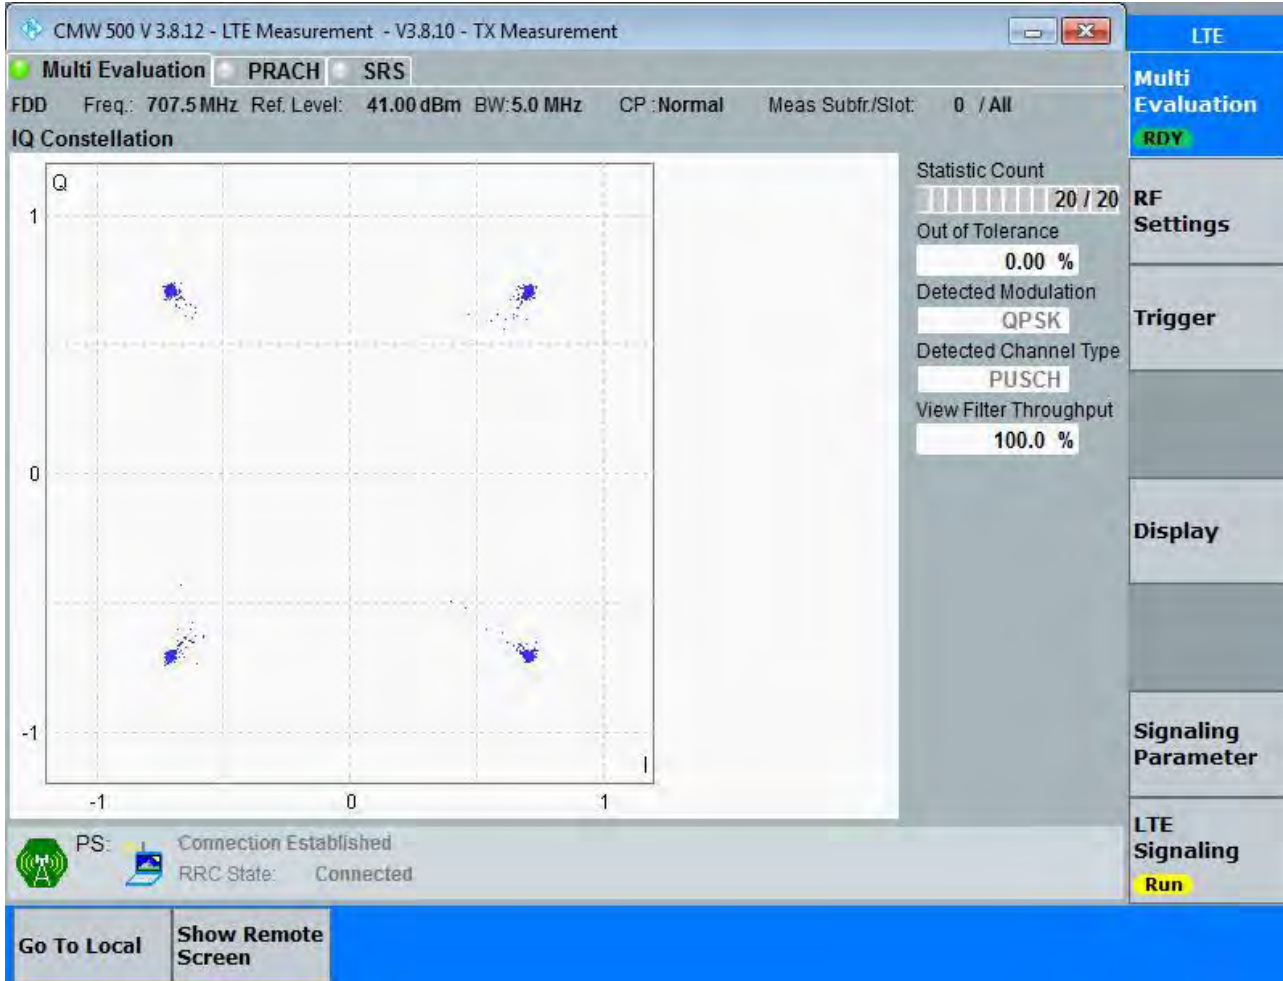 CMW 500 V 3.8.12 - LTE Measurement - V3.8.10 - TX Measurement
LTE
Multi Evaluation PRACH SRS
FDD Freq.: 707.5 MHz Ref. Level: 41.00 dBm BW: 5.0 MHz CP : Normal Meas Subfr./Slot: 0 / All
IQ Constellation
Q
1
0
-1
-1 0 1
I
Statistic Count
20 / 20
Out of Tolerance
0.00 %
Detected Modulation
QPSK
Detected Channel Type
PUSCH
View Filter Throughput
100.0 %
Multi
Evaluation
RDY
RF
Settings
Trigger
Display
Signaling
Parameter
LTE
Signaling
Run
PS: Connection Established
RRC State: Connected
Go To Local
Show Remote
Screen